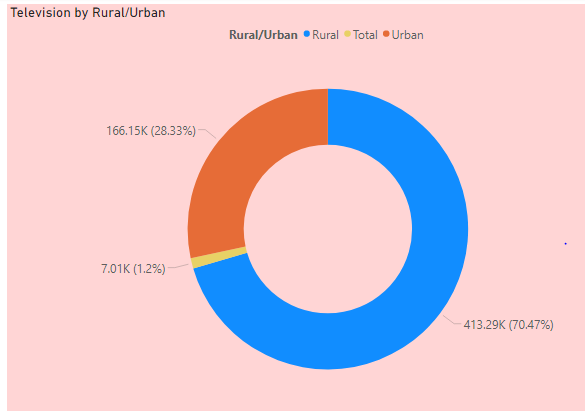 Television by Rural/Urban
Rural/Urban Rural Total Urban
166.15K (28.33%)
7.01K (1.2%)
413.29K (70.47%)